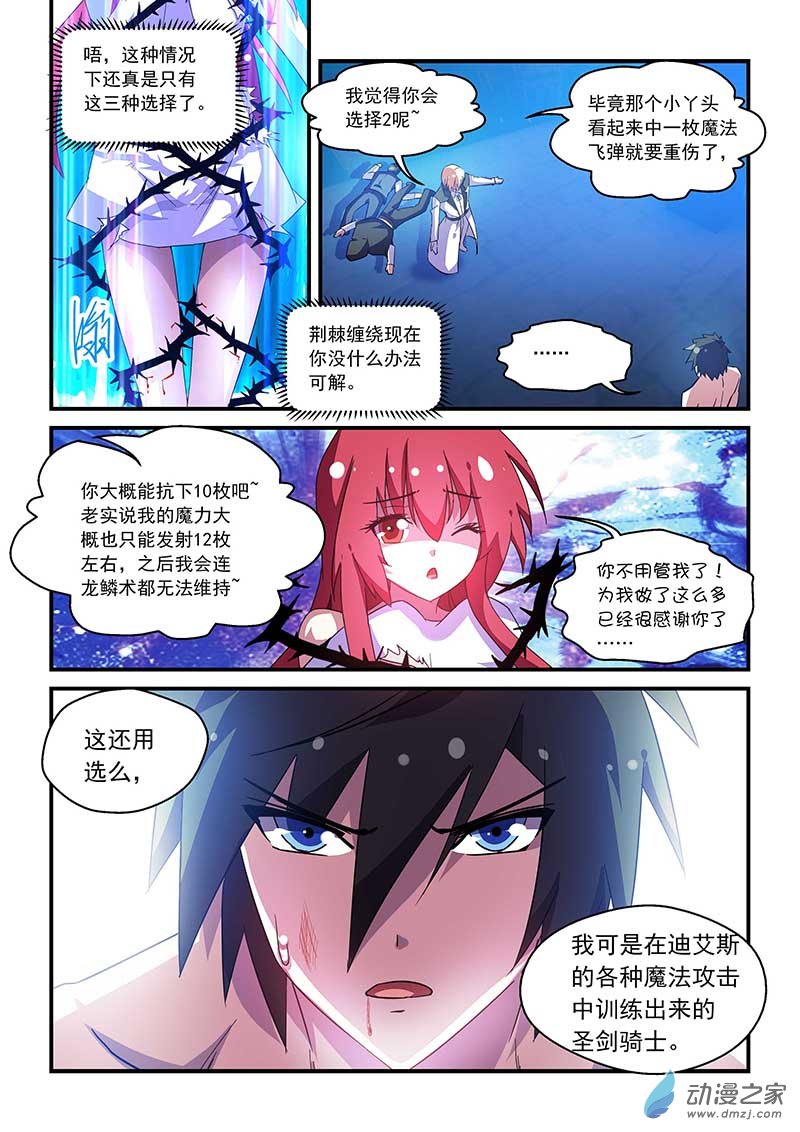 唔，这种情况
下还真是只有
这三种选择了。
我觉得你会
选择2呢~
毕竟那个小丫头
看起来中一枚魔法
飞弹就要重伤了，
荆棘缠绕现在
你没什么办法
可解。
……
你大概能抗下10枚吧~
老实说我的魔力大
概也只能发射12枚
左右，之后我会连
龙鳞术都无法维持~
你不用管我了！
为我做了这么多
已经很感谢你了
……
这还用
选么，
我可是在迪艾斯
的各种魔法攻击
中训练出来的
圣剑骑士。
动漫之家
www.dmzj.com